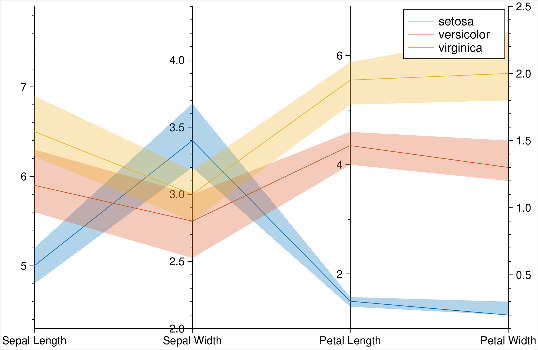 setosa
versicolor
virginica
7
6
5
4.0
3.5
3.0
2.5
2.0
6
4
2
2.5
2.0
1.5
1.0
0.5
Sepal Length
Sepal Width
Petal Length
Petal Width